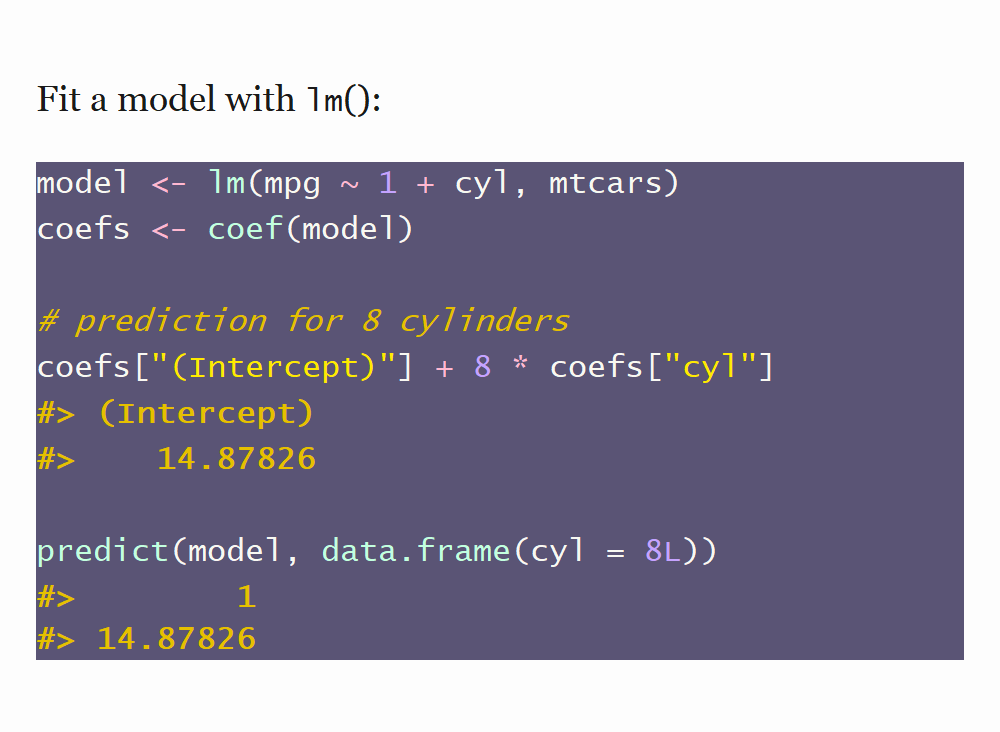 Fit a model with lm():
model <- lm(mpg ~ 1 + cyl, mtcars)
coefs <- coef(model)
# prediction for 8 cylinders
coefs["(Intercept)"] + 8 * coefs["cyl"]
#> (Intercept)
#>    14.87826
predict(model, data.frame(cyl = 8L))
#>        1
#> 14.87826